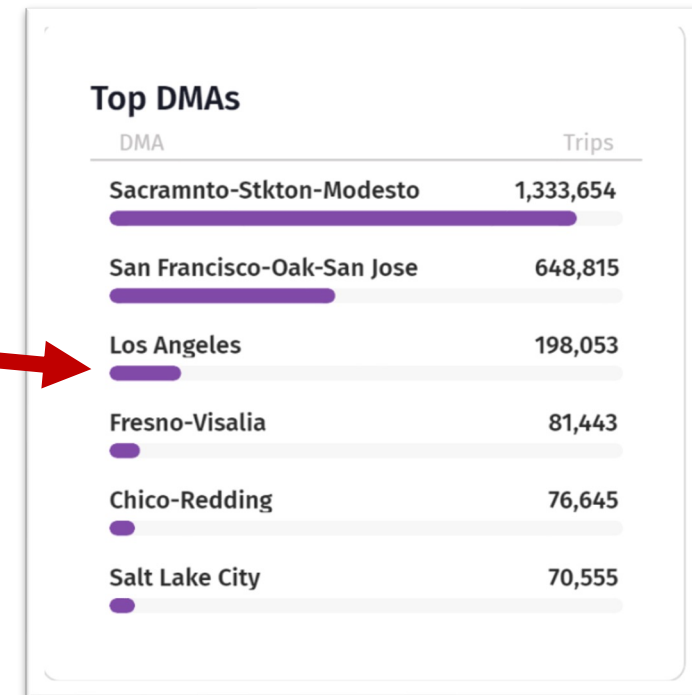 Top DMAs
DMA Trips
Sacramnto-Stkton-Modesto 1,333,654
San Francisco-Oak-San Jose 648,815
Los Angeles 198,053
Fresno-Visalia 81,443
Chico-Redding 76,645
Salt Lake City 70,555